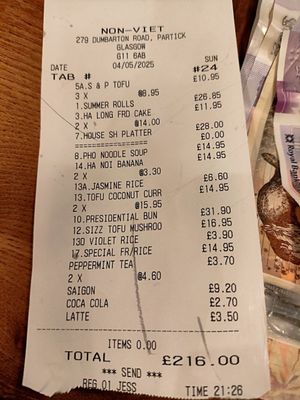 NON-VIET
279 DUMBARTON ROAD, PARTICK
GLASGOW
G11 6AB
DATE 04/05/2025 SUN
TAB # #24
5A.S & P TOFU £10.95
3 X @8.95
1.SUMMER ROLLS £26.85
3.HA LONG FRD CAKE £11.95
2 X @14.00
7.HOUSE SH PLATTER £28.00
==================== £0.00
8.PHO NOODLE SOUP £14.95
14.HA NOI BANANA £14.95
2 X @3.30
13A.JASMINE RICE £6.60
13.TOFU COCONUT CURR £14.95
2 X @15.95
10.PRESIDENTIAL BUN £31.90
12.SIZZ TOFU MUSHROO £16.95
13D VIOLET RICE £3.90
17.SPECIAL FR/RICE £14.95
PEPPERMINT TEA £3.70
2 X @4.60
SAIGON £9.20
COCA COLA £2.70
LATTE £3.50
ITEMS 0.00
TOTAL £216.00
*** SEND ***
REG 01 JESS TIME 21:26
Royal Bank